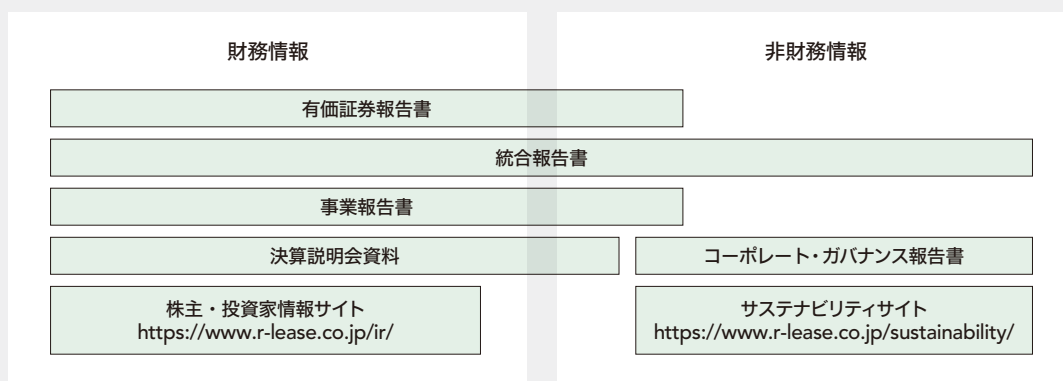 財務情報
非財務情報
有価証券報告書
統合報告書
事業報告書
決算説明会資料
コーポレート・ガバナンス報告書
株主・投資家情報サイト
https://www.r-lease.co.jp/ir/
サステナビリティサイト
https://www.r-lease.co.jp/sustainability/